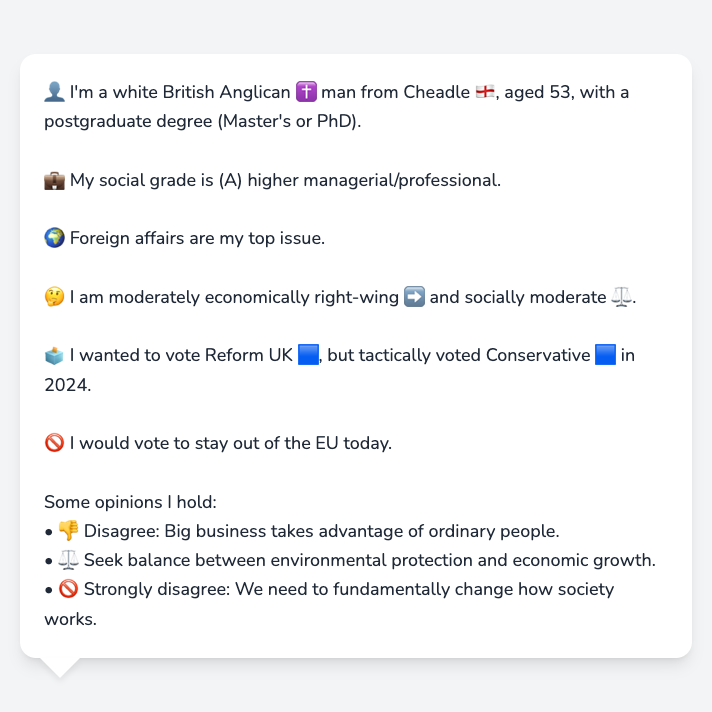 👤 I'm a white British Anglican ✝️ man from Cheadle 🏴󠁧󠁢󠁥󠁮󠁧󠁿, aged 53, with a
postgraduate degree (Master's or PhD).
💼 My social grade is (A) higher managerial/professional.
🌍 Foreign affairs are my top issue.
🤔 I am moderately economically right-wing ➡️ and socially moderate ⚖️.
🗳️ I wanted to vote Reform UK 🟦, but tactically voted Conservative 🟦 in
2024.
🚫 I would vote to stay out of the EU today.
Some opinions I hold:
• 👎 Disagree: Big business takes advantage of ordinary people.
• ⚖️ Seek balance between environmental protection and economic growth.
• 🚫 Strongly disagree: We need to fundamentally change how society
works.